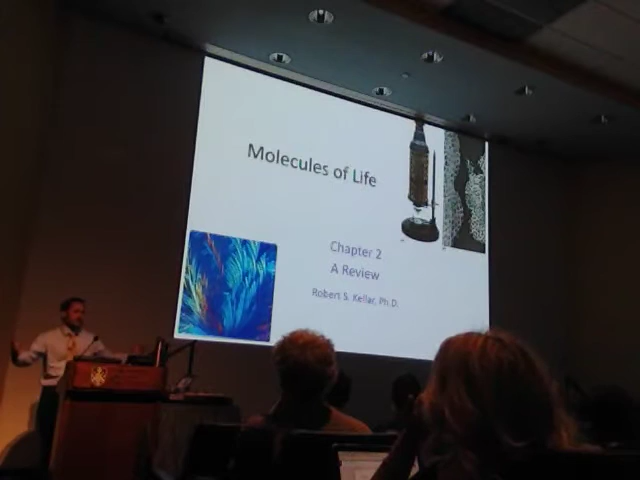 Molecules of Life
Chapter 2
A Review
Robert S. Kellar, Ph.D.